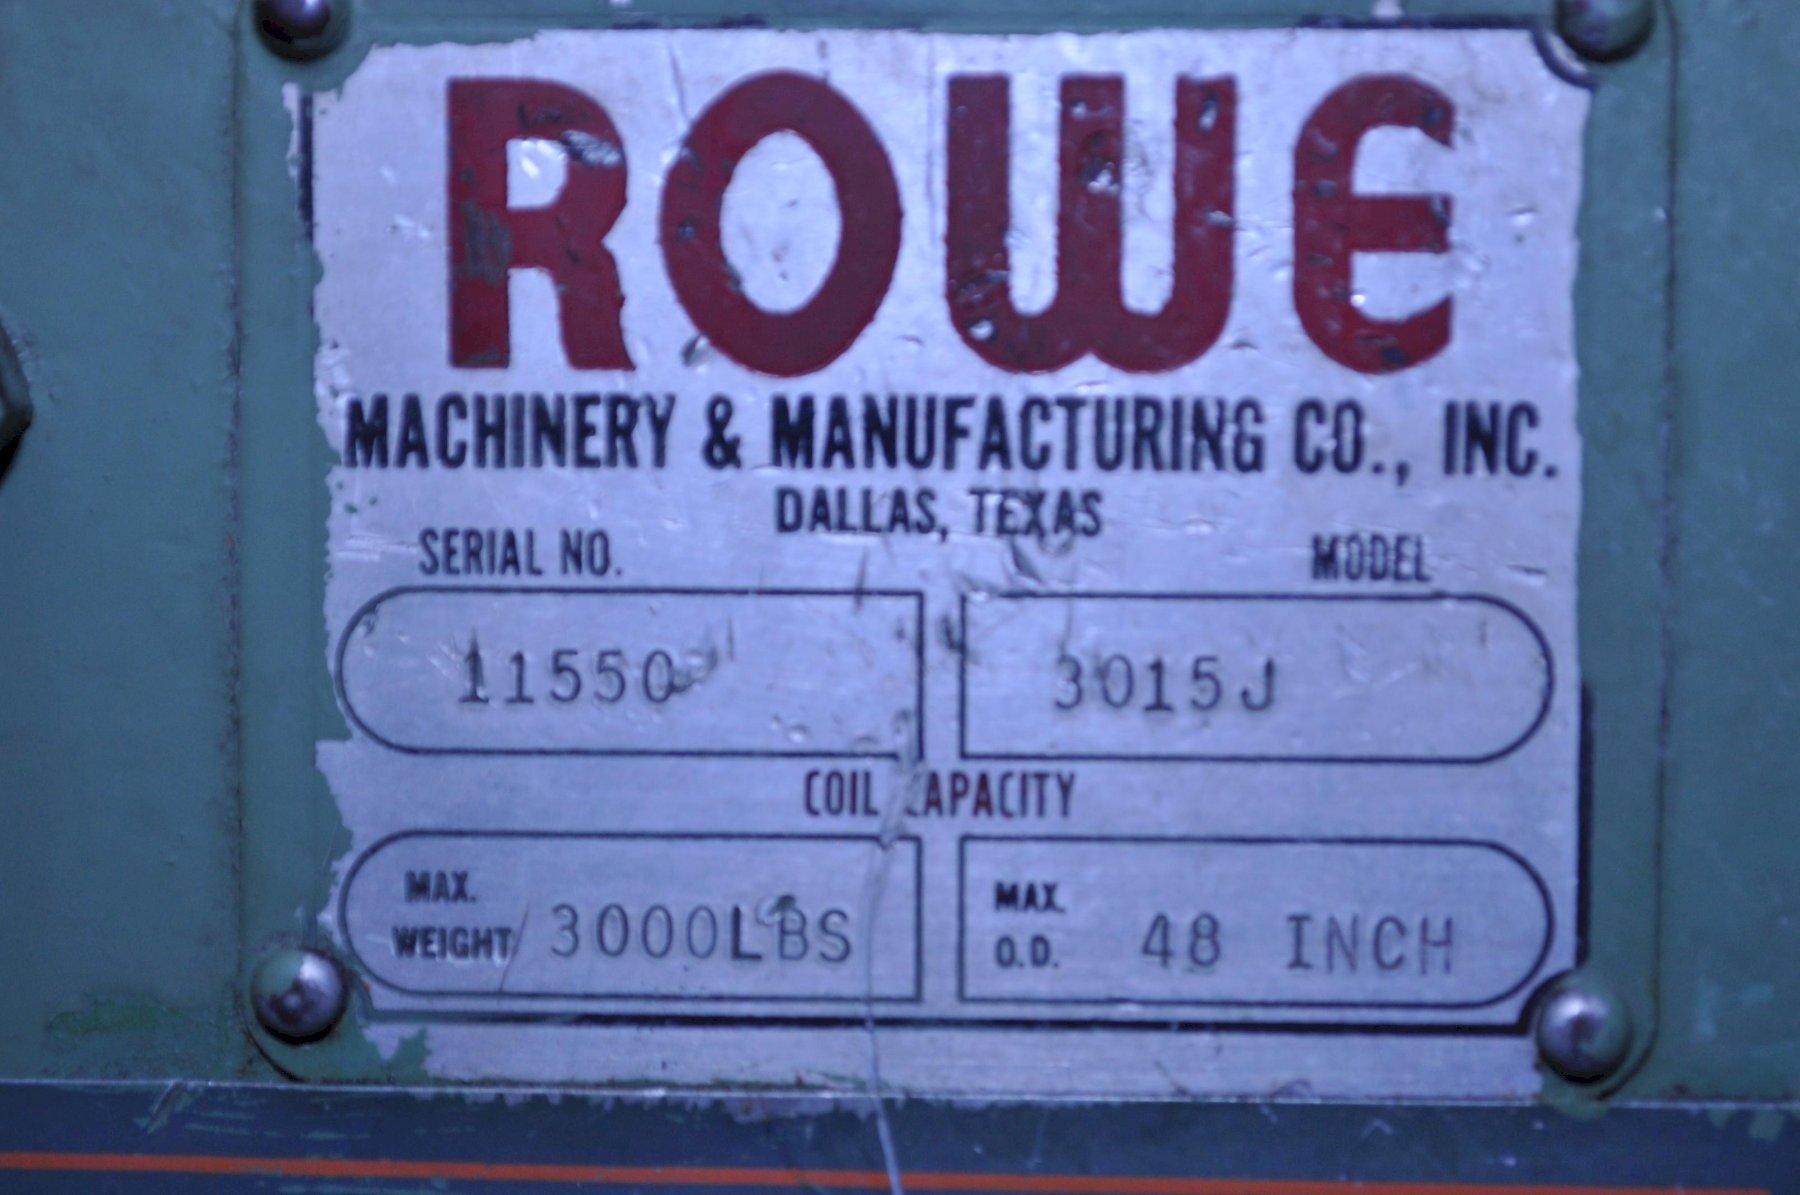 ROWE
MACHINERY & MANUFACTURING CO., INC.
DALLAS, TEXAS
SERIAL NO. MODEL
11550 3015J
COIL CAPACITY
MAX. WEIGHT 3000LBS MAX. O.D. 48 INCH